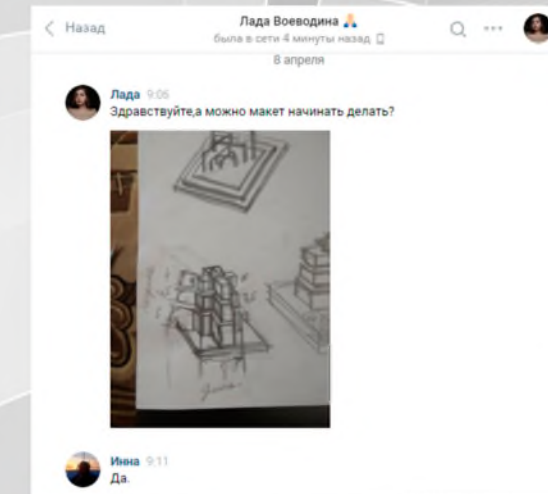 Назад
Лада Воеводина 🙏
была в сети 4 минуты назад
8 апреля
Лада 9:05
Здравствуйте,а можно макет начинать делать?
Инна 9:11
Да.